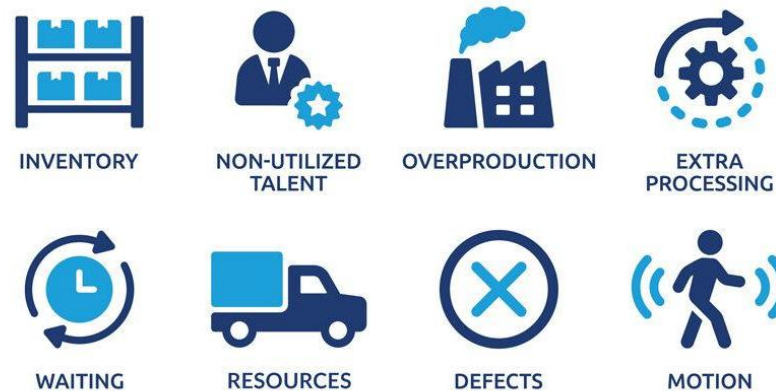 INVENTORY
NON-UTILIZED
TALENT
OVERPRODUCTION
EXTRA
PROCESSING
WAITING
RESOURCES
DEFECTS
MOTION